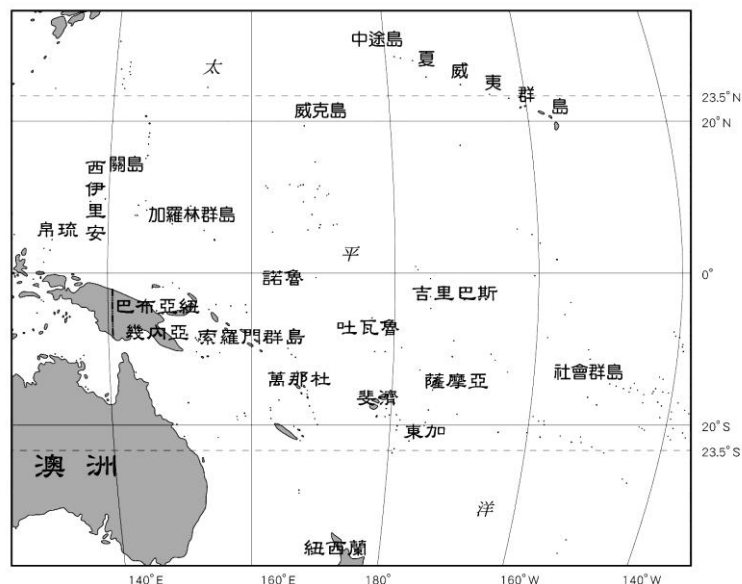 中途島
太
夏威夷群島
23.5°N
威克島
20°N
關島
西伊里安
加羅林群島
帛琉
平
諾魯
0°
吉里巴斯
巴布亞紐
幾內亞
索羅門群島
吐瓦魯
萬那杜
斐濟
薩摩亞
社會群島
東加
20°S
23.5°S
澳洲
洋
紐西蘭
140°E
160°E
180°
160°W
140°W